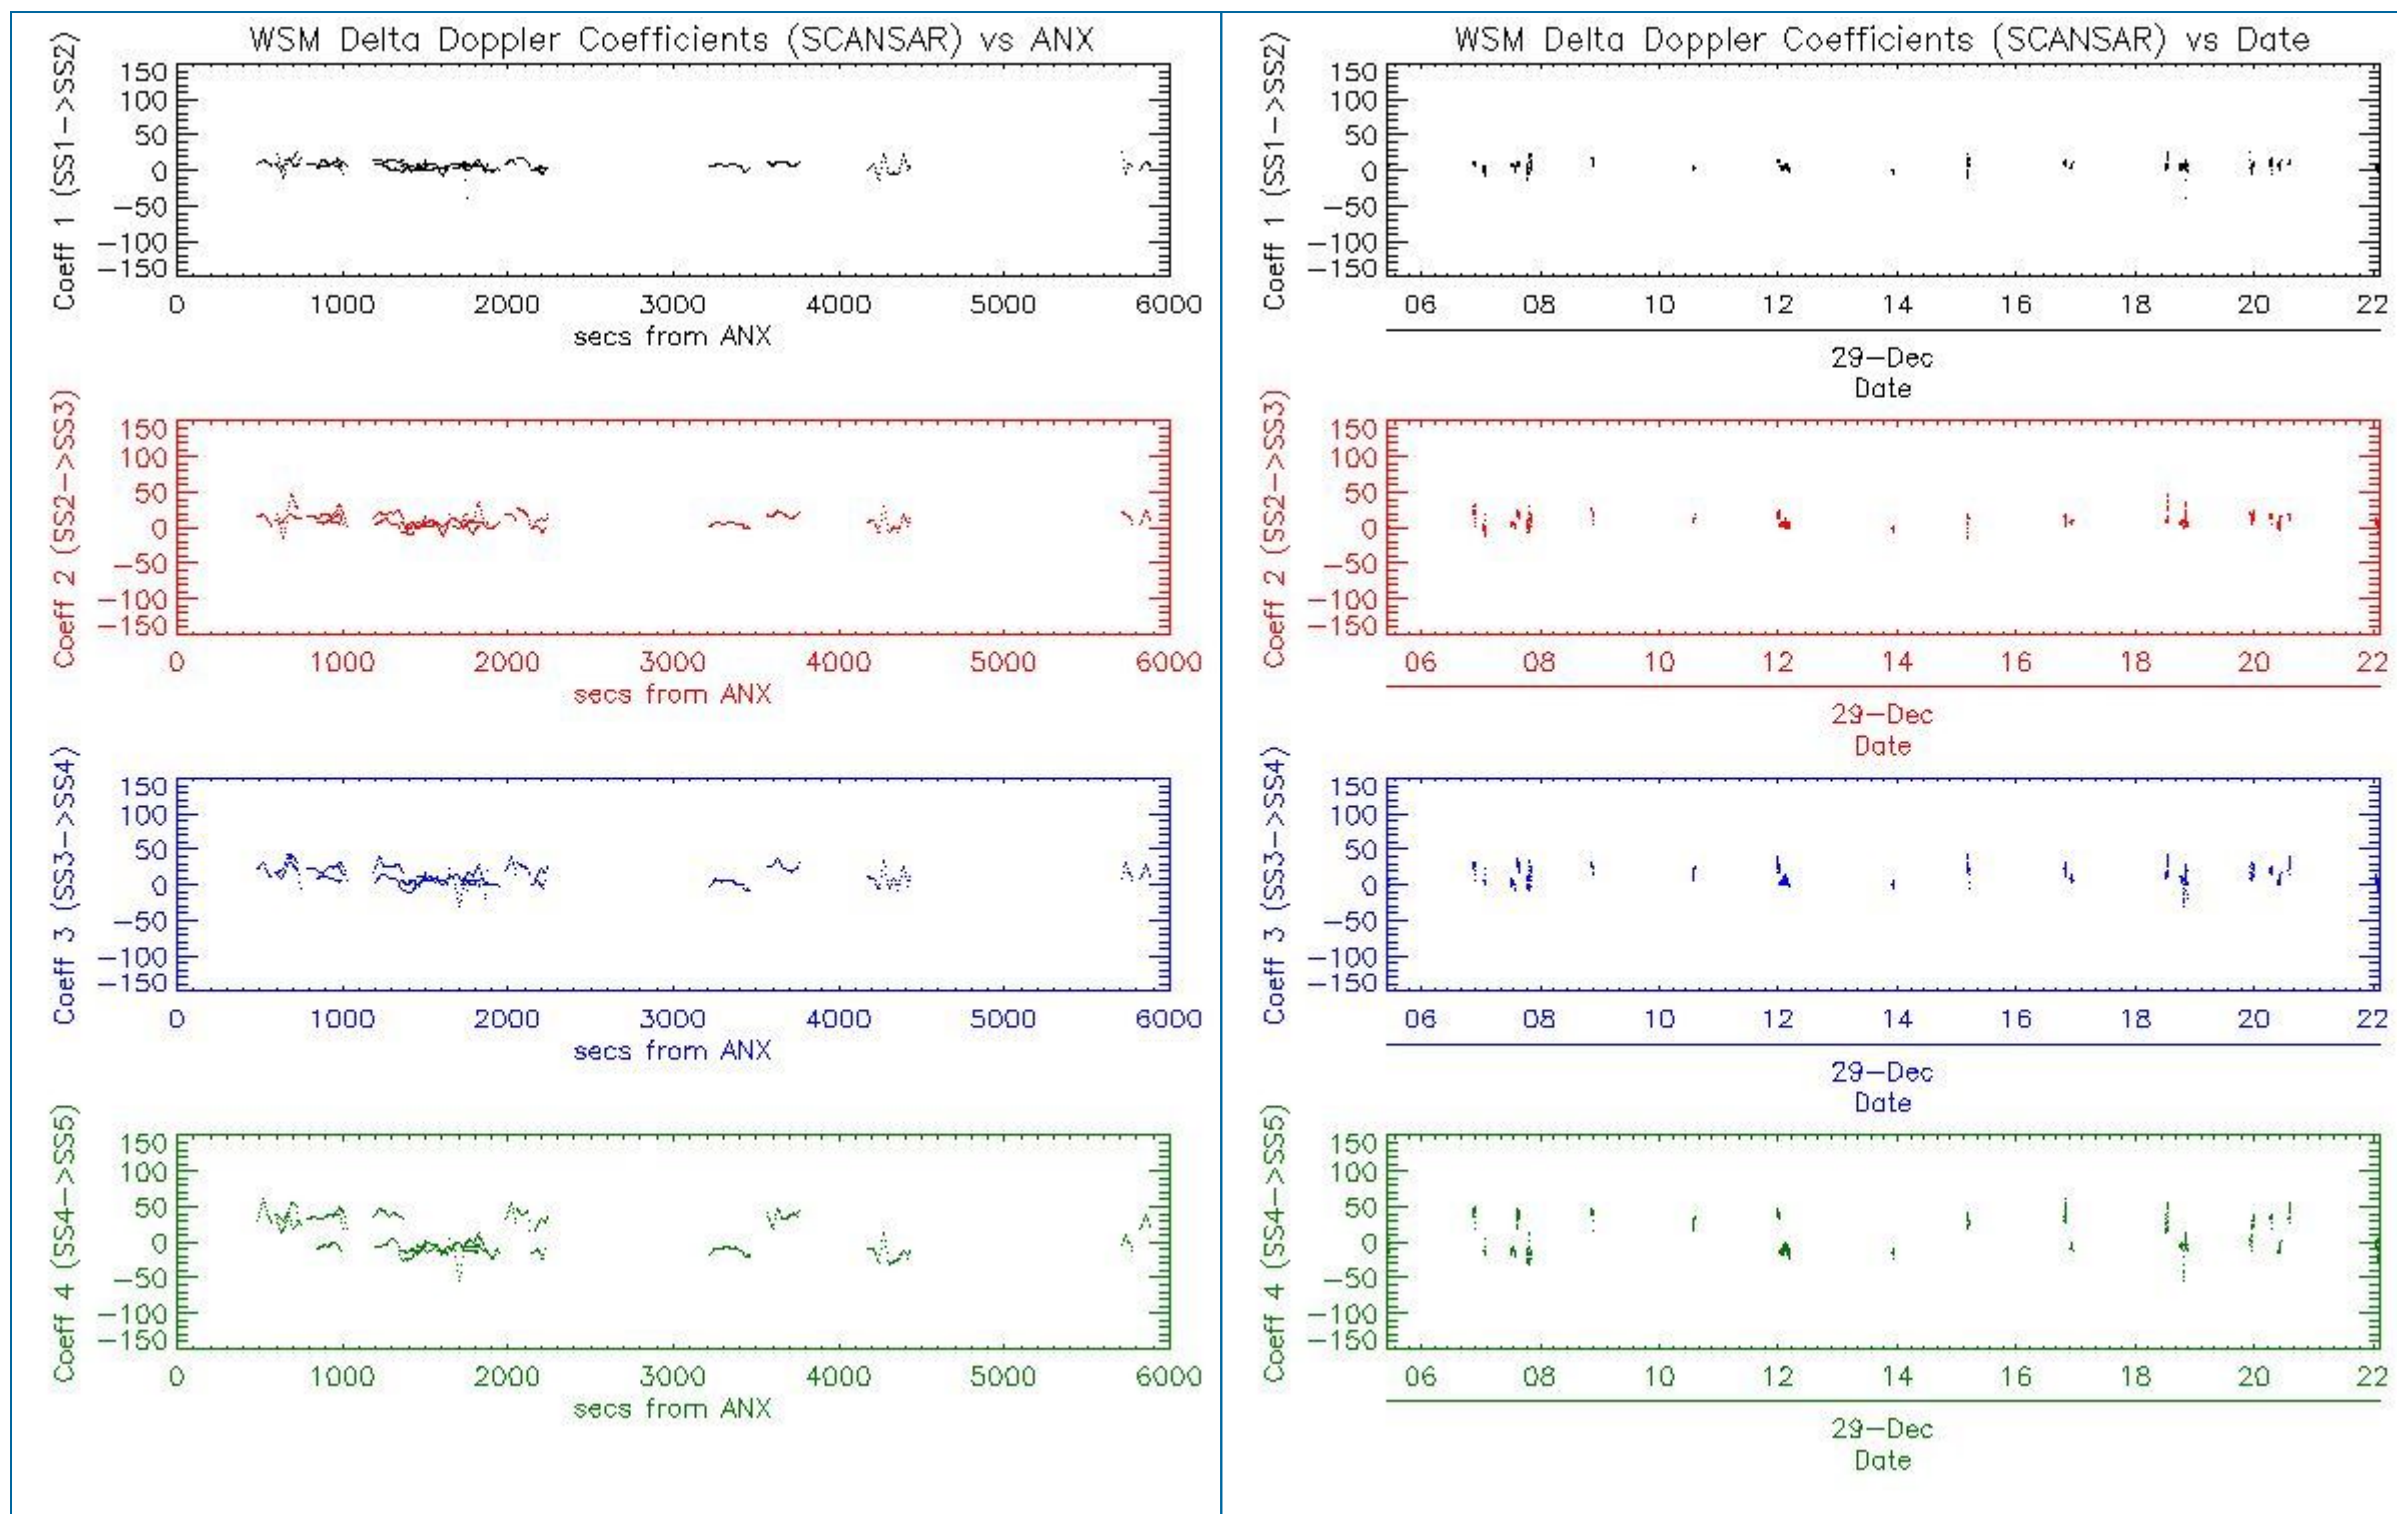 WSM Delta Doppler Coefficients (SCANSAR) vs ANX
Coeff 1 (SS1->SS2)
150
100
50
0
-50
-100
-150
0 1000 2000 3000 4000 5000 6000
secs from ANX
Coeff 2 (SS2->SS3)
150
100
50
0
-50
-100
-150
0 1000 2000 3000 4000 5000 6000
secs from ANX
Coeff 3 (SS3->SS4)
150
100
50
0
-50
-100
-150
0 1000 2000 3000 4000 5000 6000
secs from ANX
Coeff 4 (SS4->SS5)
150
100
50
0
-50
-100
-150
0 1000 2000 3000 4000 5000 6000
secs from ANX
WSM Delta Doppler Coefficients (SCANSAR) vs Date
Coeff 1 (SS1->SS2)
150
100
50
0
-50
-100
-150
06 08 10 12 14 16 18 20 22
29-Dec
Date
Coeff 2 (SS2->SS3)
150
100
50
0
-50
-100
-150
06 08 10 12 14 16 18 20 22
29-Dec
Date
Coeff 3 (SS3->SS4)
150
100
50
0
-50
-100
-150
06 08 10 12 14 16 18 20 22
29-Dec
Date
Coeff 4 (SS4->SS5)
150
100
50
0
-50
-100
-150
06 08 10 12 14 16 18 20 22
29-Dec
Date